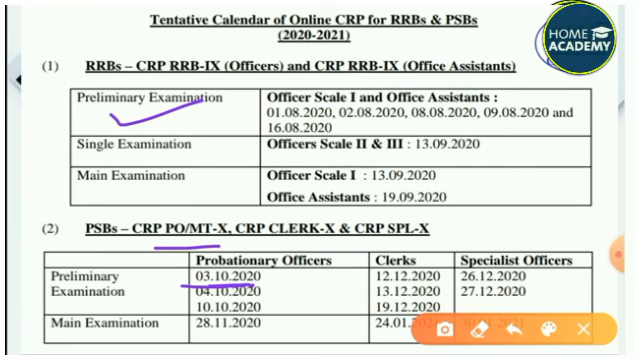 Tentative Calendar of Online CRP for RRBs & PSBs
(2020-2021)
HOME
ACADEMY
(1) RRBs – CRP RRB-IX (Officers) and CRP RRB-IX (Office Assistants)
Preliminary Examination
Officer Scale I and Office Assistants :
01.08.2020, 02.08.2020, 08.08.2020, 09.08.2020 and
16.08.2020
Single Examination
Officers Scale II & III : 13.09.2020
Main Examination
Officer Scale I : 13.09.2020
Office Assistants : 19.09.2020
(2) PSBs – CRP PO/MT-X, CRP CLERK-X & CRP SPL-X
Probationary Officers Clerks Specialist Officers
Preliminary 03.10.2020 12.12.2020 26.12.2020
Examination 04.10.2020 13.12.2020 27.12.2020
10.10.2020 19.12.2020
Main Examination 28.11.2020 24.01